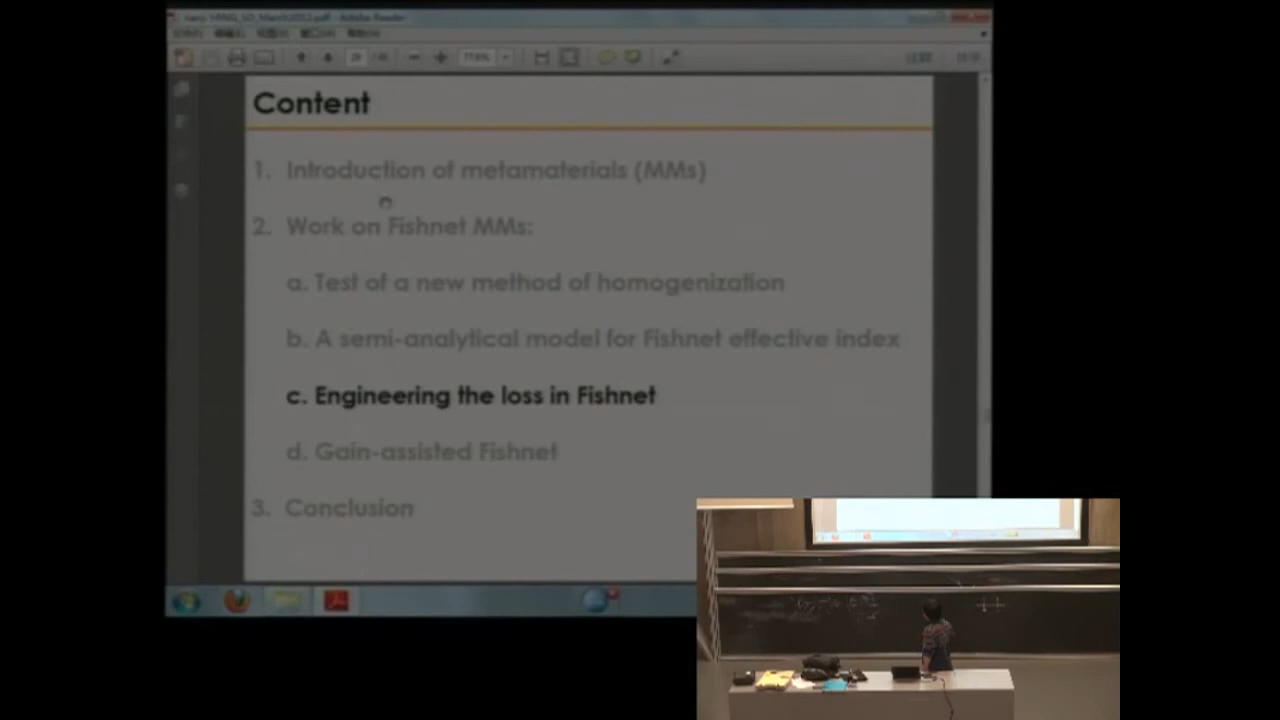 Content
1. Introduction of metamaterials (MMs)
2. Work on Fishnet MMs:
a. Test of a new method of homogenization
b. A semi-analytical model for Fishnet effective index
c. Engineering the loss in Fishnet
d. Gain-assisted Fishnet
3. Conclusion